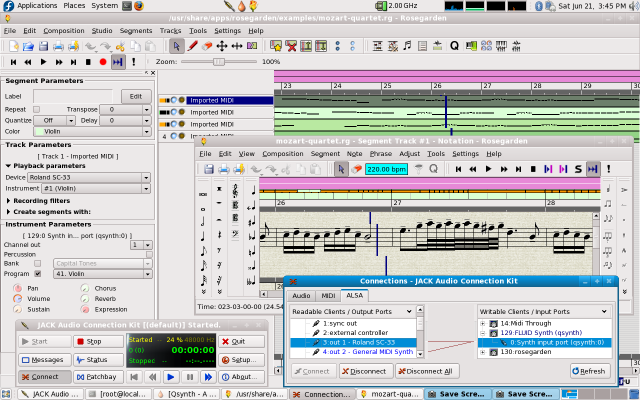 Applications Places System 2.00 GHz Sat Jun 21, 3:45 PM
/usr/share/apps/rosegarden/examples/mozart-quartet.rg - Rosegarden
File Edit View Composition Studio Segments Tracks Tools Settings Help
Zoom: 100%
Segment Parameters
Label Edit
Repeat Transpose 0
Quantize Off Delay 0
Color Violin
Track Parameters
[ Track 1 - Imported MIDI ]
Playback parameters
Device Roland SC-33
Instrument #1 (Violin)
Recording filters
Create segments with:
Instrument Parameters
[ 129:0 Synth in... port (qsynth:0) ]
Channel out 1
Percussion
Bank Capital Tones
Program 41. Violin
Pan Chorus
Volume Reverb
Sustain Expression
23 24 25 26 27 28 29 30
Imported MIDI
Imported MIDI
Imported MIDI
4 Imported MIDI
mozart-quartet.rg - Segment Track #1 - Notation - Rosegarden
File Edit View Composition Segment Note Phrase Adjust Tools Settings Help
220.00 bpm
26 27 28
Time: 023-03-00-00
JACK Audio Connection Kit [(default)] Started.
Start Stop Quit
Messages Status Setup...
Connect Patchbay About...
Started 24 % 48000 Hz
0 (0) 00:00:00
Stopped --:--:--.----
Connections - JACK Audio Connection Kit
Audio MIDI ALSA
Readable Clients / Output Ports Writable Clients / Input Ports
1:sync out
2:external controller
3:out 1 - Roland SC-33
4:out 2 - General MIDI Synth
14:Midi Through
129:FLUID Synth (qsynth)
0:Synth input port (qsynth:0)
130:rosegarden
Connect Disconnect Disconnect All Refresh
JACK Audio ... [root@local... [Qsynth - A ... /usr/share/a... Connection... mozart-qua... Save Scre... Save Scre...